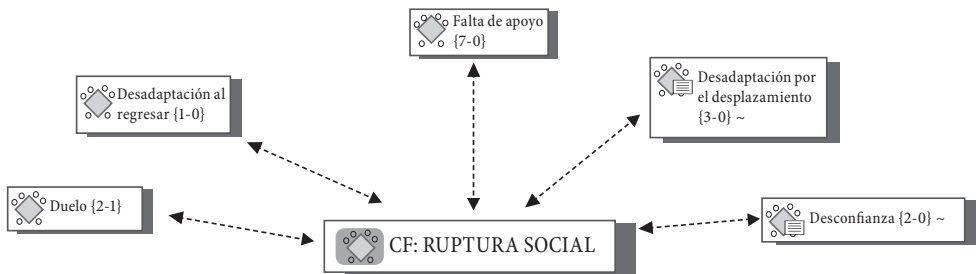 Falta de apoyo
{7-0}
Desadaptación al
regresar {1-0}
Desadaptación por
el desplazamiento
{3-0} ~
Duelo {2-1}
Desconfianza {2-0} ~
CF: RUPTURA SOCIAL